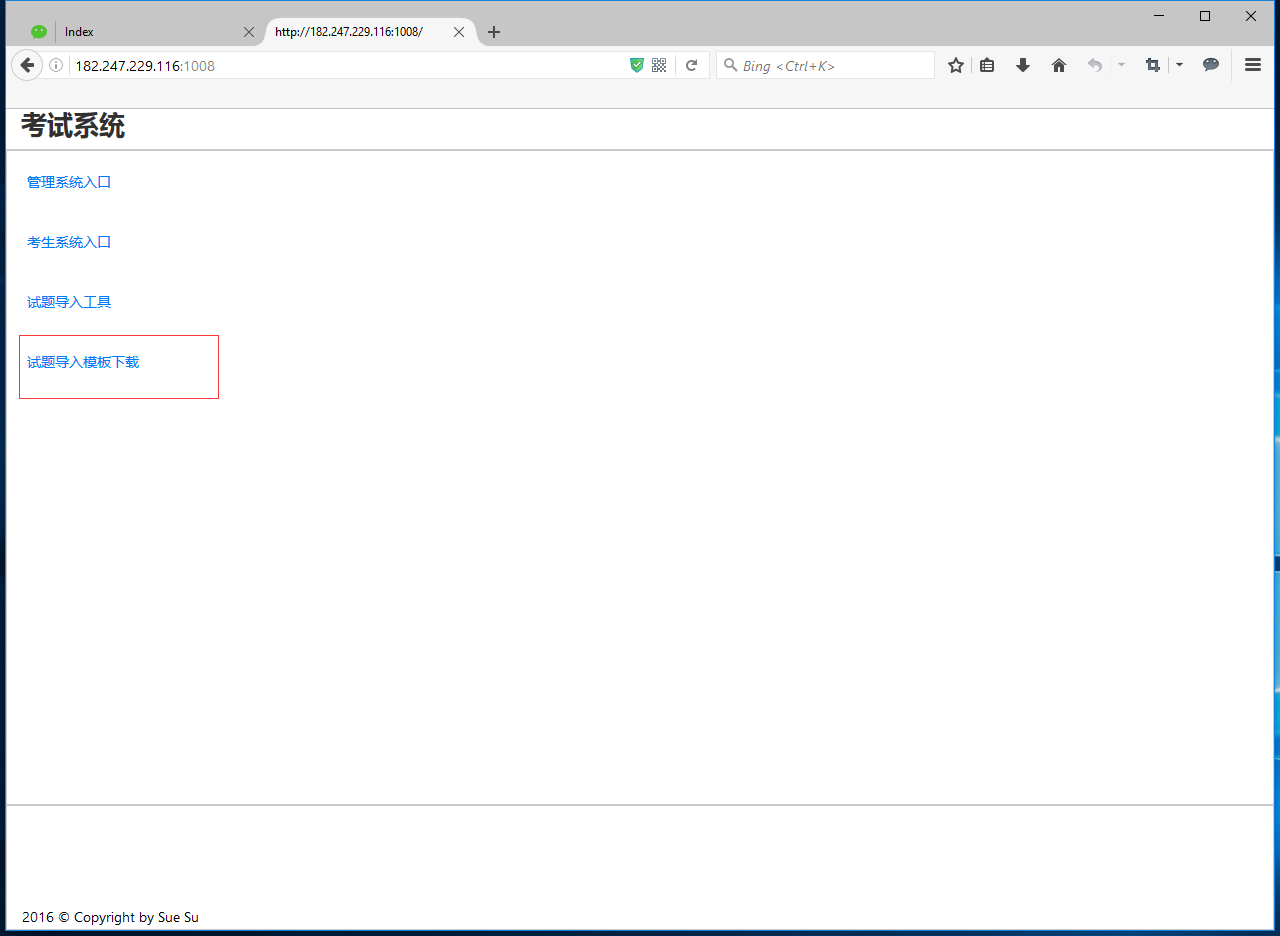 Index
http://182.247.229.116:1008/
182.247.229.116:1008
Bing <Ctrl+K>
考试系统
管理系统入口
考生系统入口
试题导入工具
试题导入模板下载
2016 © Copyright by Sue Su